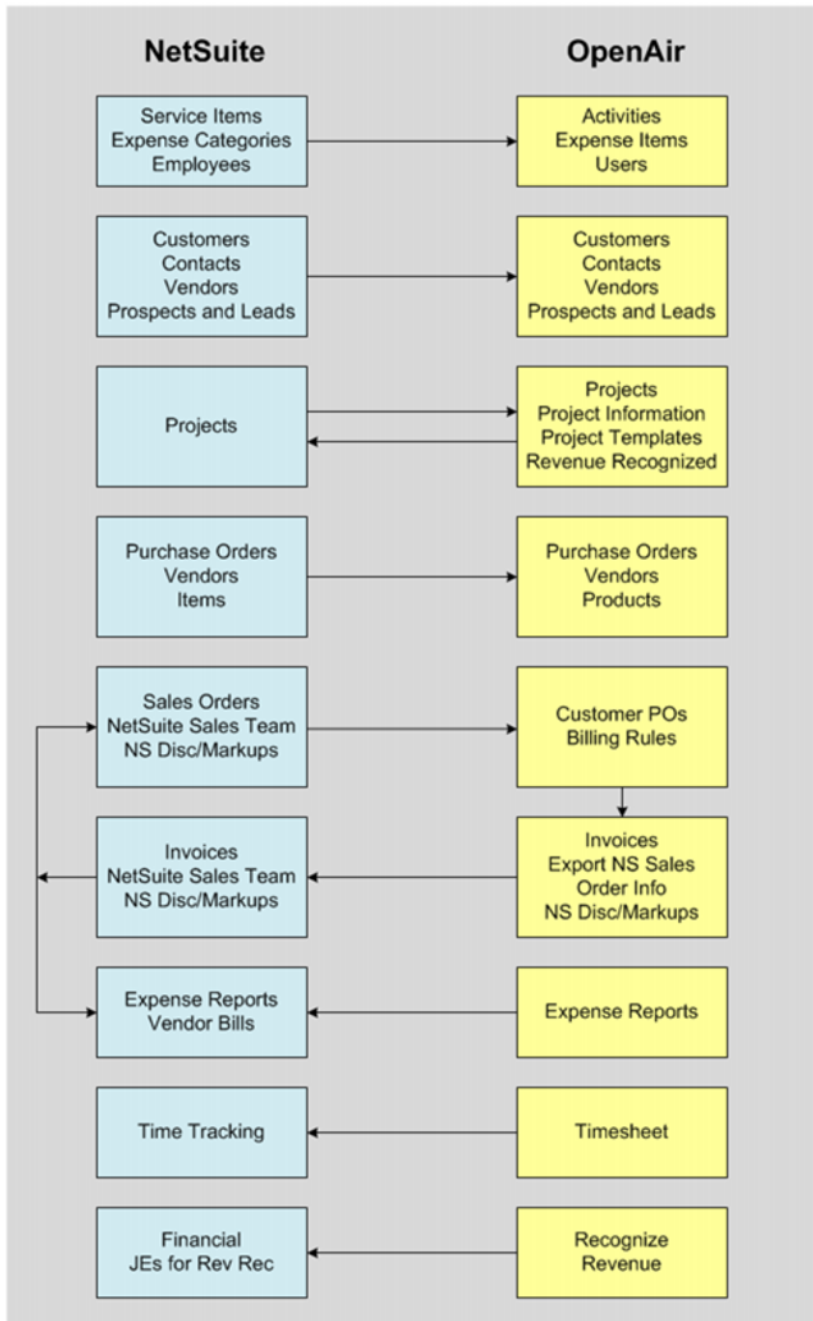 NetSuite
OpenAir
Service Items
Expense Categories
Employees
Activities
Expense Items
Users
Customers
Contacts
Vendors
Prospects and Leads
Customers
Contacts
Vendors
Prospects and Leads
Projects
Projects
Project Information
Project Templates
Revenue Recognized
Purchase Orders
Vendors
Items
Purchase Orders
Vendors
Products
Sales Orders
NetSuite Sales Team
NS Disc/Markups
Customer POs
Billing Rules
Invoices
NetSuite Sales Team
NS Disc/Markups
Invoices
Export NS Sales
Order Info
NS Disc/Markups
Expense Reports
Vendor Bills
Expense Reports
Time Tracking
Timesheet
Financial
JEs for Rev Rec
Recognize
Revenue